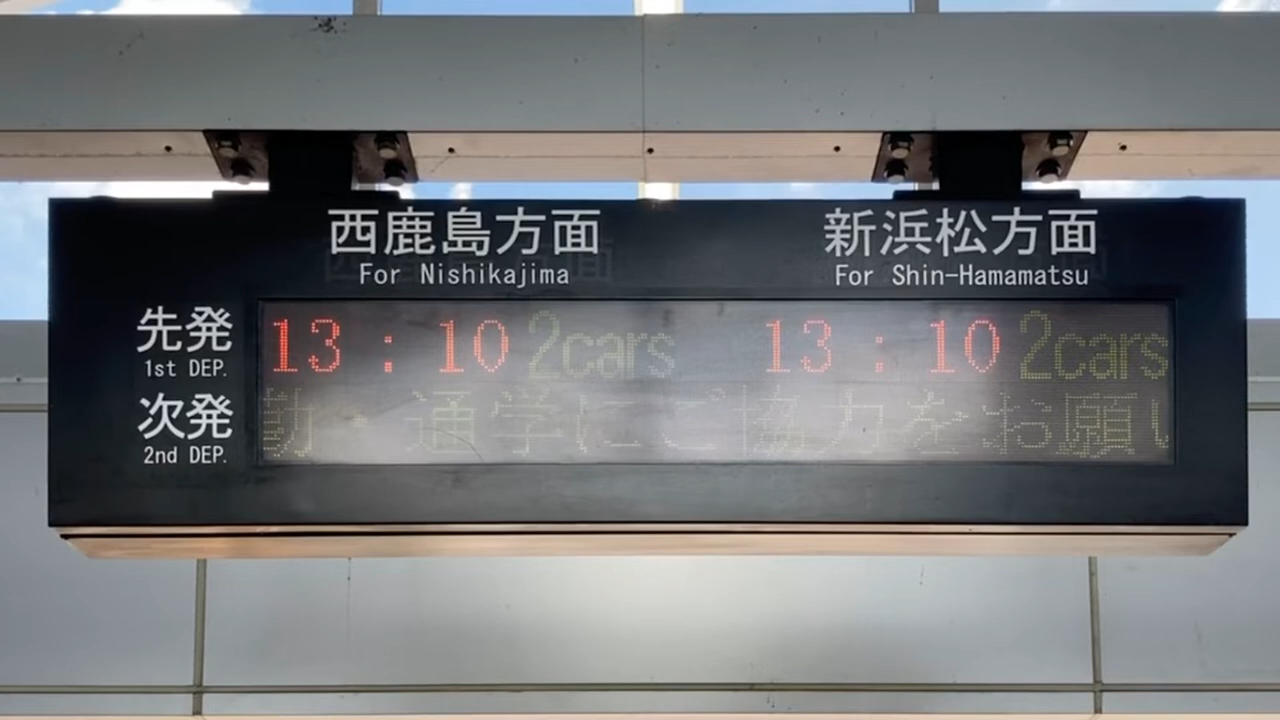 西鹿島方面 新浜松方面
For Nishikajima For Shin-Hamamatsu
先発 13:10 2cars 13:10 2cars
1st DEP.
次発 勤・通学にご協力をお願い
2nd DEP.